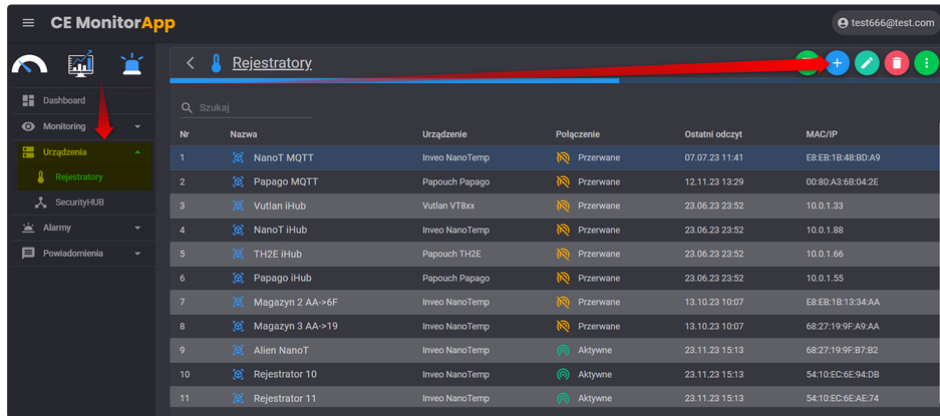 CE MonitorApp
test666@test.com
Rejestratory
Dashboard
Monitoring
Urządzenia
Rejestratory
SecurityHUB
Alarmy
Powiadomienia
Szukaj
Nr Nazwa Urządzenie Połączenie Ostatni odczyt MAC/IP
1 NanoT MQTT Inveo NanoTemp Przerwane 07.07.23 11:41 E8:EB:1B:48:BD:A9
2 Papago MQTT Papouch Papago Przerwane 12.11.23 13:29 00:80:A3:6B:04:2E
3 Vutlan iHub Vutlan VT8xx Przerwane 23.06.23 23:52 10.0.1.33
4 NanoT iHub Inveo NanoTemp Przerwane 23.06.23 23:52 10.0.1.88
5 TH2E iHub Papouch TH2E Przerwane 23.06.23 23:52 10.0.1.66
6 Papago iHub Papouch Papago Przerwane 23.06.23 23:52 10.0.1.55
7 Magazyn 2 AA->6F Inveo NanoTemp Przerwane 13.10.23 10:07 E8:EB:1B:13:34:AA
8 Magazyn 3 AA->19 Inveo NanoTemp Przerwane 13.10.23 10:07 68:27:19:9F:A9:AA
9 Alien NanoT Inveo NanoTemp Aktywne 23.11.23 15:13 68:27:19:9F:B7:B2
10 Rejestrator 10 Inveo NanoTemp Aktywne 23.11.23 15:13 54:10:EC:6E:94:DB
11 Rejestrator 11 Inveo NanoTemp Aktywne 23.11.23 15:13 54:10:EC:6E:AE:74